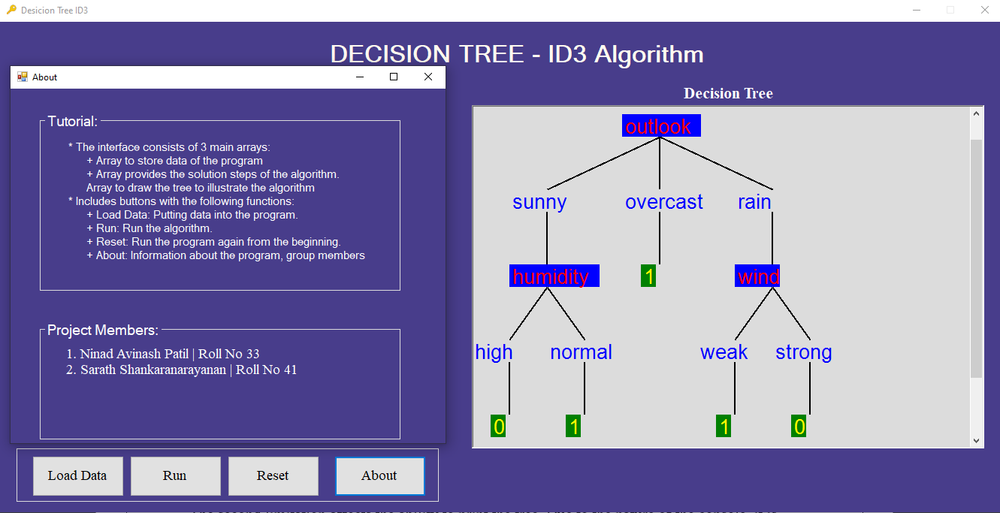 Desicion Tree ID3
DECISION TREE - ID3 Algorithm
About
Tutorial:
* The interface consists of 3 main arrays:
+ Array to store data of the program
+ Array provides the solution steps of the algorithm.
Array to draw the tree to illustrate the algorithm
* Includes buttons with the following functions:
+ Load Data: Putting data into the program.
+ Run: Run the algorithm.
+ Reset: Run the program again from the beginning.
+ About: Information about the program, group members
Project Members:
1. Ninad Avinash Patil | Roll No 33
2. Sarath Shankaranarayanan | Roll No 41
Load Data Run Reset About
Decision Tree
outlook
sunny overcast rain
humidity 1 wind
high normal weak strong
0 1 1 0